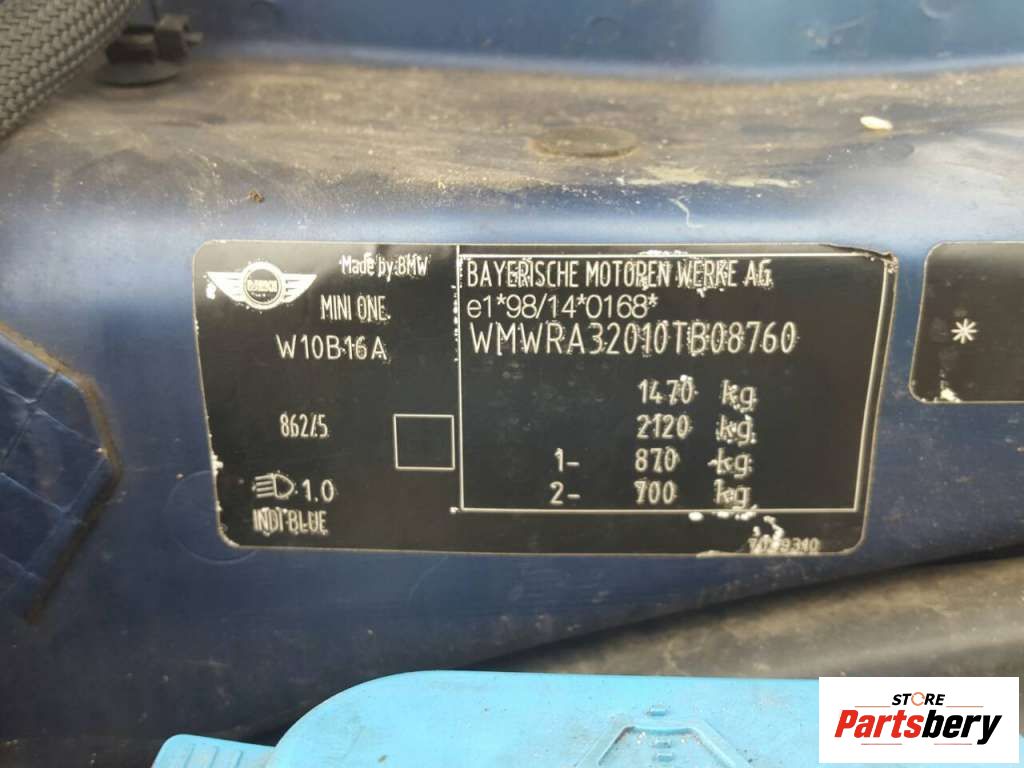 Made by BMW
MINI ONE
W10B16A
862/5
1.0
INDI BLUE
BAYERISCHE MOTOREN WERKE AG
e1*98/14*0168*
WMWRA32010TB08760
1470 kg
2120 kg
1- 870 kg
2- 700 kg
*
STORE
Partsbery